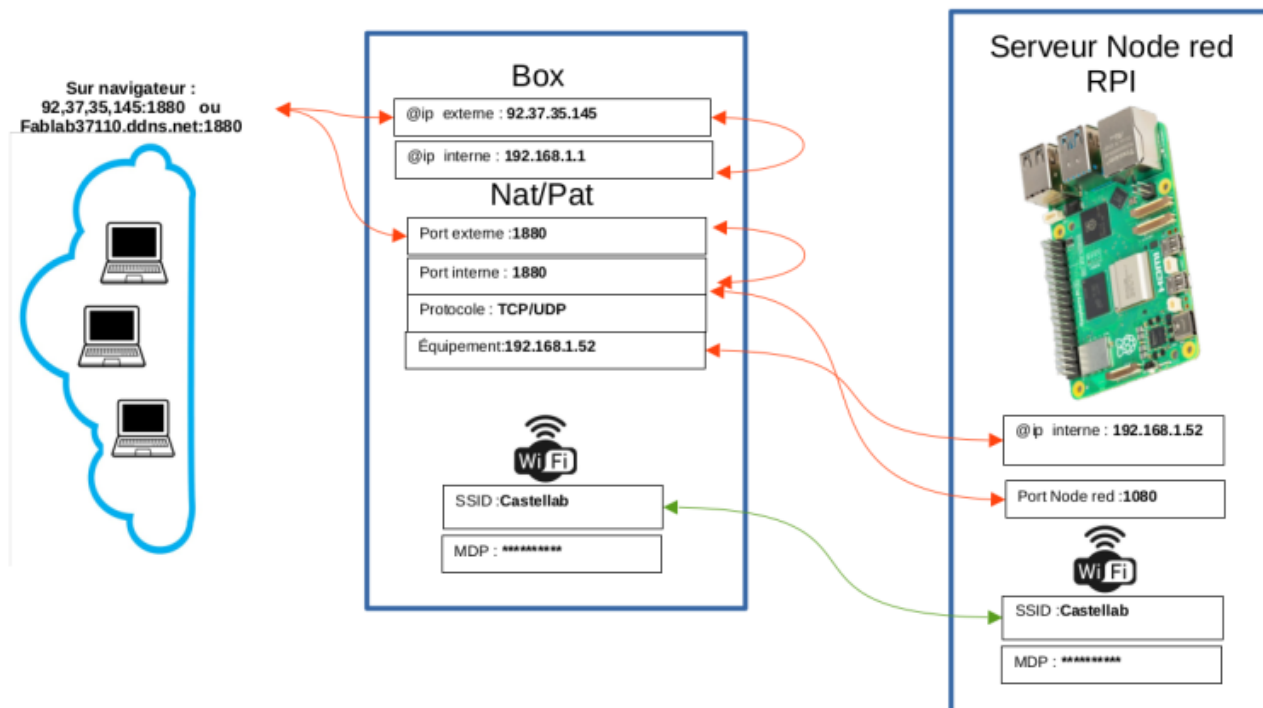 Sur navigateur :
92,37,35,145:1880 ou
Fablab37110.ddns.net:1880
Box
@ip externe : 92.37.35.145
@ip interne : 192.168.1.1
Nat/Pat
Port externe :1880
Port interne : 1880
Protocole : TCP/UDP
Équipement:192.168.1.52
Wi Fi
SSID :Castellab
MDP : **********
Serveur Node red
RPI
HDMI
@ip interne : 192.168.1.52
Port Node red :1080
Wi Fi
SSID :Castellab
MDP : **********